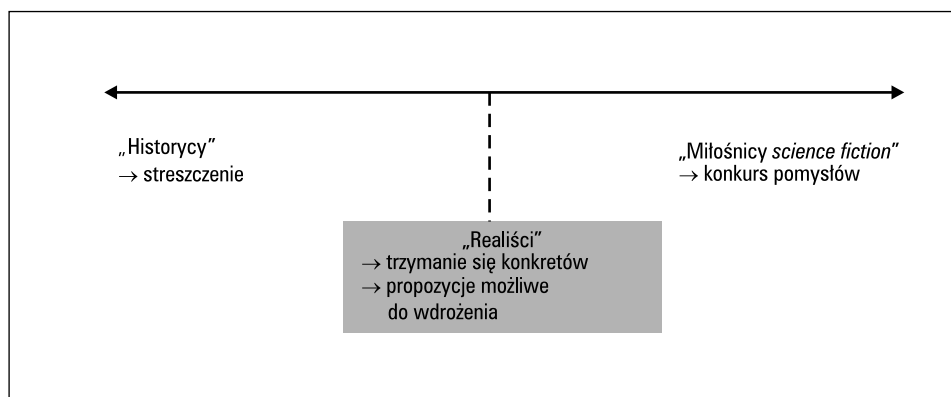 „Historycy”
→ streszczenie
„Miłośnicy science fiction”
→ konkurs pomysłów
„Realiści”
→ trzymanie się konkretów
→ propozycje możliwe
do wdrożenia